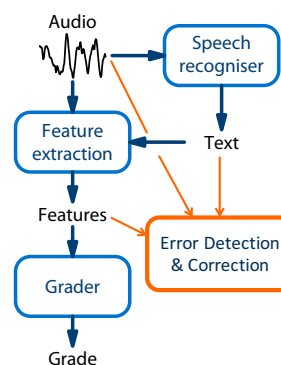 Audio
Speech
recogniser
Feature
extraction
Text
Features
Error Detection
& Correction
Grader
Grade